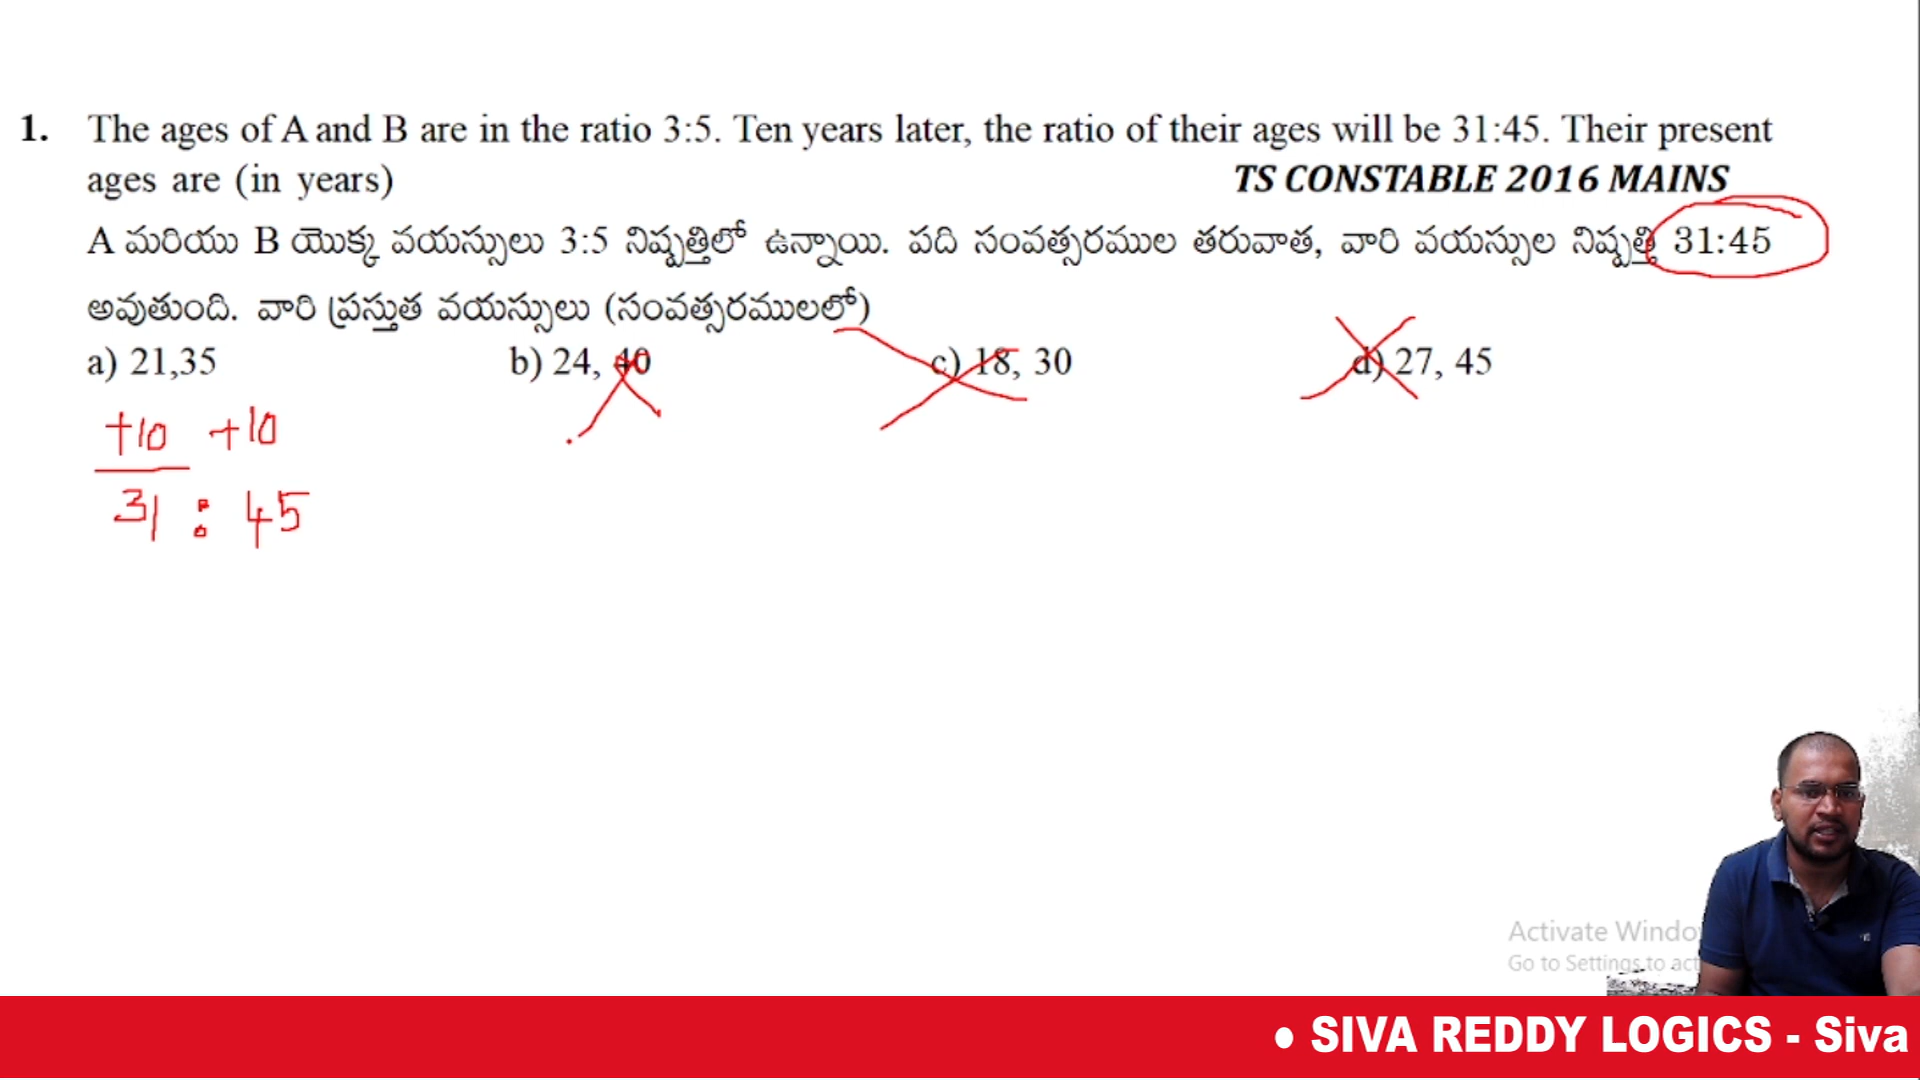 1. The ages of A and B are in the ratio 3:5. Ten years later, the ratio of their ages will be 31:45. Their present
ages are (in years) TS CONSTABLE 2016 MAINS
A మరియు B యొక్క వయస్సులు 3:5 నిష్పత్తిలో ఉన్నాయి. పది సంవత్సరముల తరువాత, వారి వయస్సుల నిష్పత్తి 31:45
అవుతుంది. వారి ప్రస్తుత వయస్సులు (సంవత్సరములలో)
a) 21,35 b) 24, 40 c) 18, 30 d) 27, 45
+10 +10
31 : 45
Activate Windo
Go to Settings to act
• SIVA REDDY LOGICS - Siva